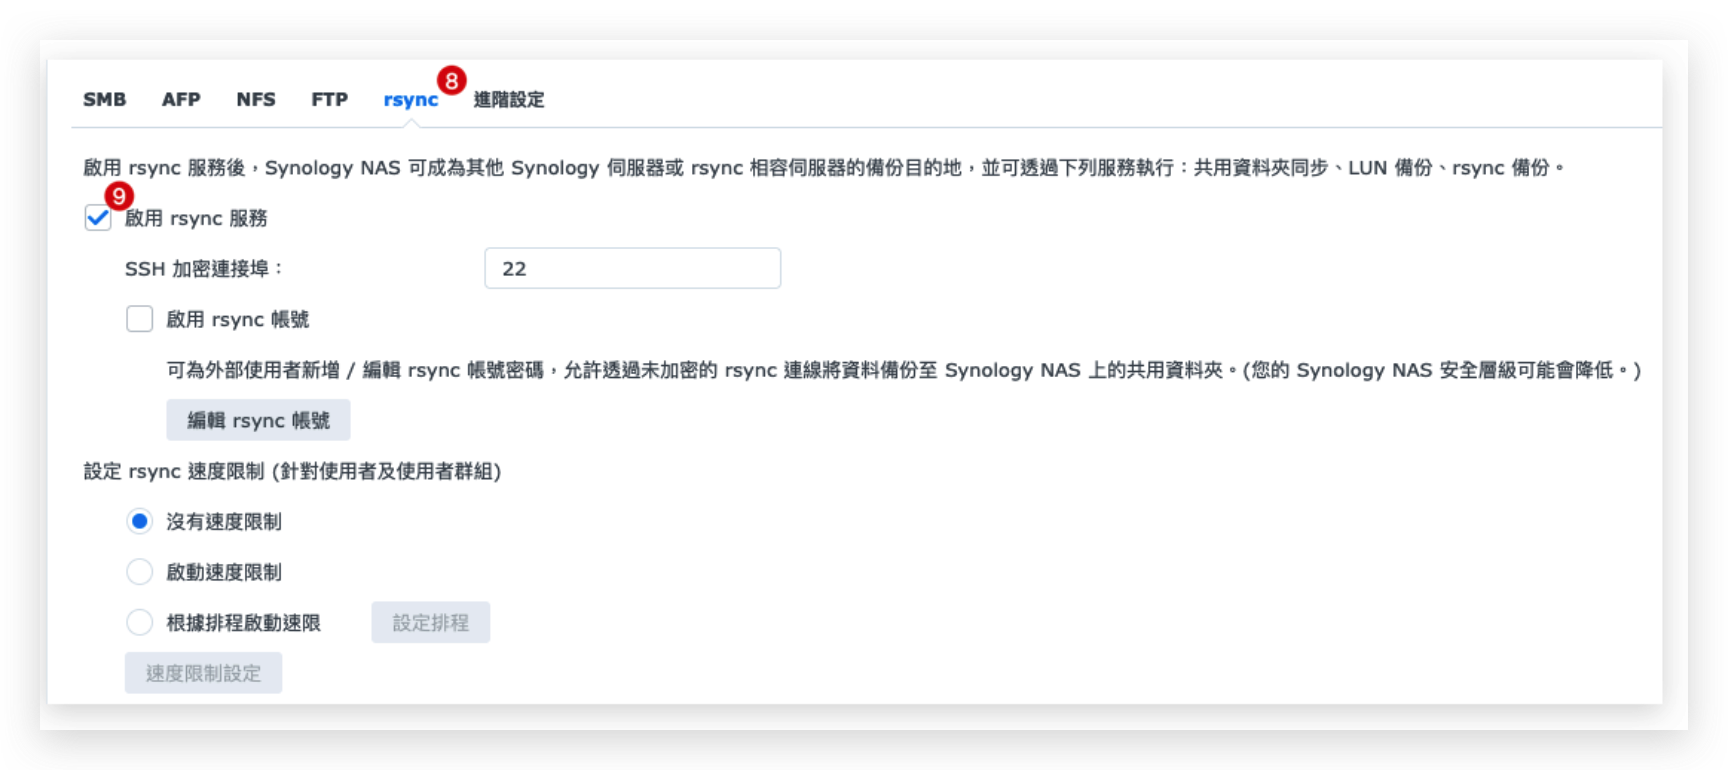 SMB AFP NFS FTP rsync 8 進階設定
啟用 rsync 服務後，Synology NAS 可成為其他 Synology 伺服器或 rsync 相容伺服器的備份目的地，並可透過下列服務執行：共用資料夾同步、LUN 備份、rsync 備份。
9
啟用 rsync 服務
SSH 加密連接埠： 22
啟用 rsync 帳號
可為外部使用者新增 / 編輯 rsync 帳號密碼，允許透過未加密的 rsync 連線將資料備份至 Synology NAS 上的共用資料夾。(您的 Synology NAS 安全層級可能會降低。)
編輯 rsync 帳號
設定 rsync 速度限制 (針對使用者及使用者群組)
沒有速度限制
啟動速度限制
根據排程啟動速限 設定排程
速度限制設定